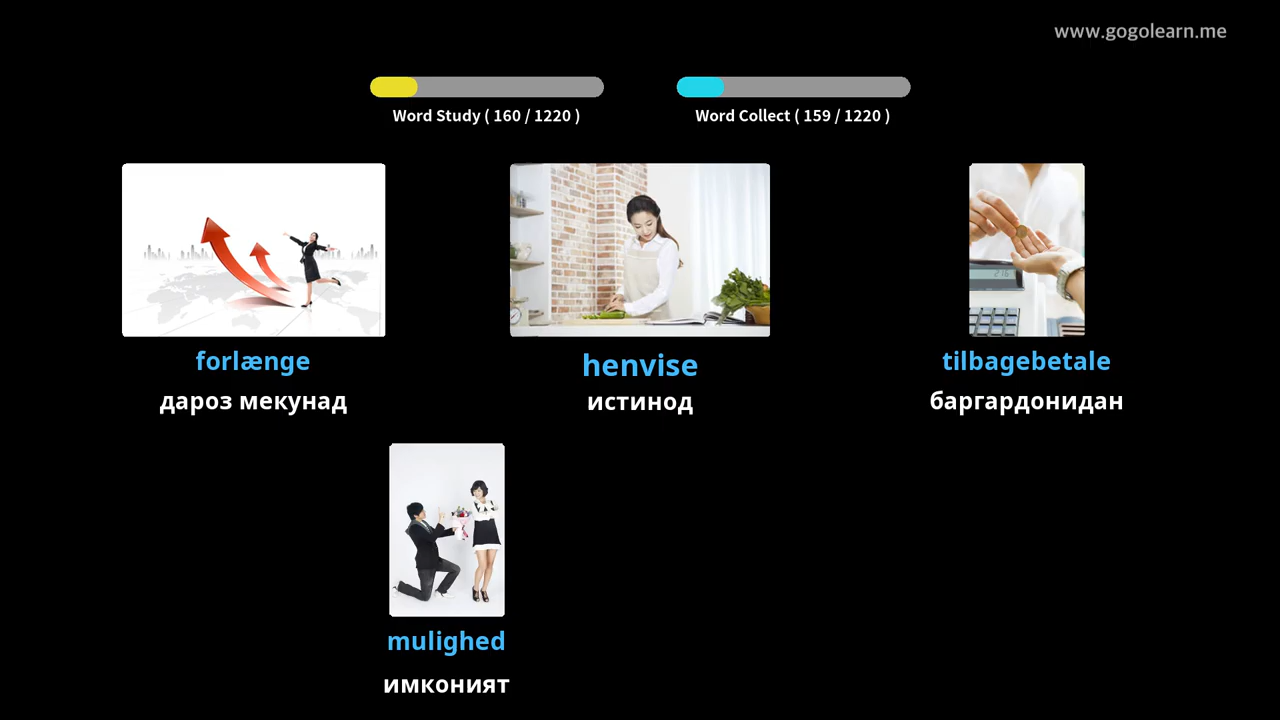 www.gogolearn.me
Word Study ( 160 / 1220 )
Word Collect ( 159 / 1220 )
forlænge
henvise
tilbagebetale
дароз мекунад
истинод
баргардонидан
mulighed
имконият